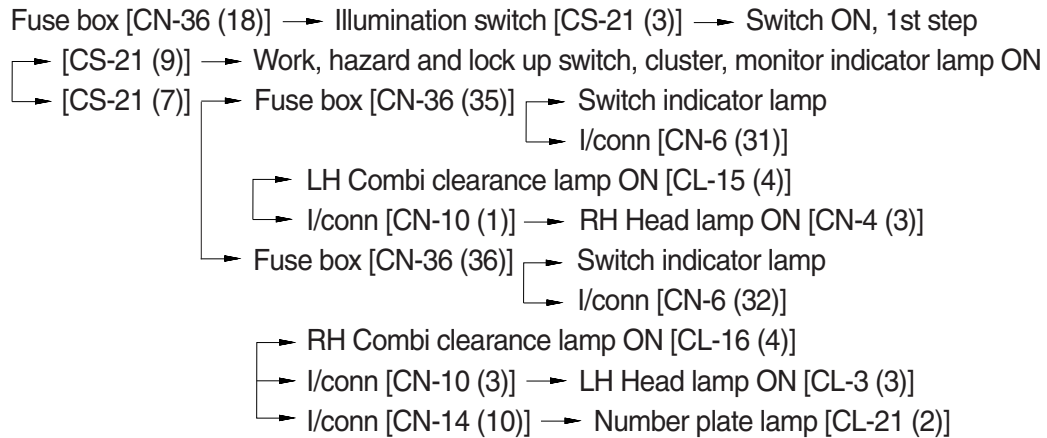 Fuse box [CN-36 (18)] → Illumination switch [CS-21 (3)] → Switch ON, 1st step
→ [CS-21 (9)] → Work, hazard and lock up switch, cluster, monitor indicator lamp ON
→ [CS-21 (7)] → Fuse box [CN-36 (35)] → Switch indicator lamp
→ I/conn [CN-6 (31)]
→ LH Combi clearance lamp ON [CL-15 (4)]
→ I/conn [CN-10 (1)] → RH Head lamp ON [CN-4 (3)]
→ Fuse box [CN-36 (36)] → Switch indicator lamp
→ I/conn [CN-6 (32)]
→ RH Combi clearance lamp ON [CL-16 (4)]
→ I/conn [CN-10 (3)] → LH Head lamp ON [CL-3 (3)]
→ I/conn [CN-14 (10)] → Number plate lamp [CL-21 (2)]